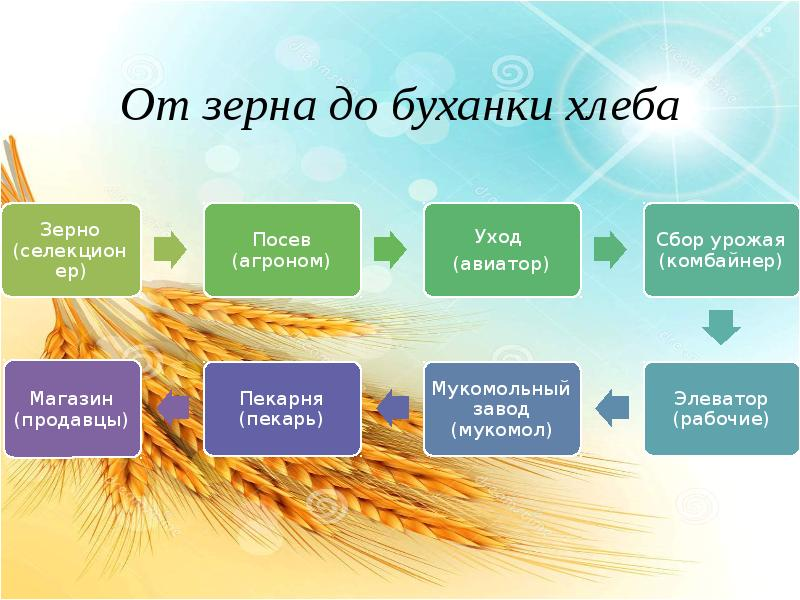 От зерна до буханки хлеба
Зерно
(селекцион
ер)
Посев
(агроном)
Уход
(авиатор)
Сбор урожая
(комбайнер)
Элеватор
(рабочие)
Мукомольный
завод
(мукомол)
Пекарня
(пекарь)
Магазин
(продавцы)